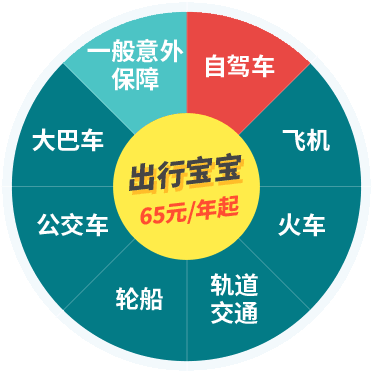 一般意外
保障
自驾车
大巴车
飞机
出行宝宝
65元/年起
公交车
火车
轮船
轨道
交通